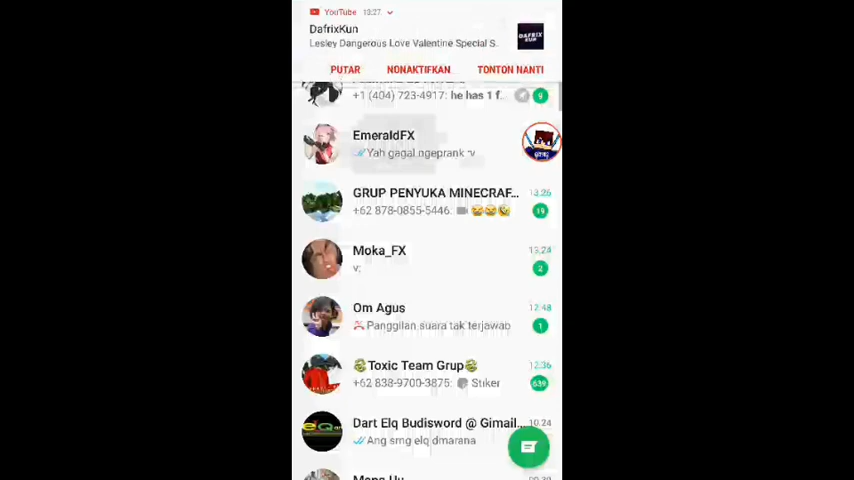 YouTube 13.27
DafrixKun
Lesley Dangerous Love Valentine Special S.
DAFRIX KUN
PUTAR NONAKTIFKAN TONTON NANTI
+1 (404) 723-4917: he has 1 f... 9
EmeraldFX
Yah gagal ngeprank :v
GRUP PENYUKA MINECRAF... 13.26
+62 878-0855-5446: 😹😹🤣 19
Moka_FX 13.24
v: 2
Om Agus 12.48
Panggilan suara tak terjawab 1
🐲Toxic Team Grup🐲 12.36
+62 838-9700-3875: Stiker 639
Dart Elq Budisword @ Gimail... 10.24
elq
Ang smg elq dmarana